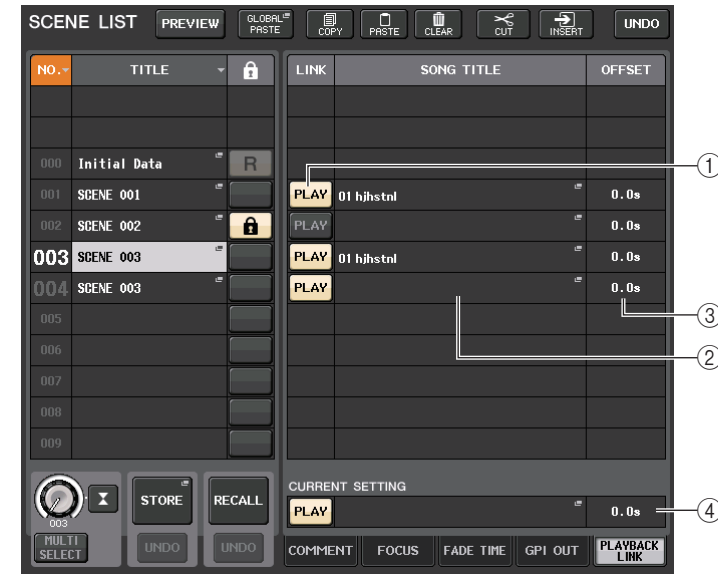 SCENE LIST PREVIEW GLOBAL PASTE COPY PASTE CLEAR CUT INSERT UNDO
NO. TITLE LINK SONG TITLE OFFSET
000 Initial Data R
①
001 SCENE 001 PLAY 01 hjhstnl 0.0s
002 SCENE 002 PLAY 0.0s
003 SCENE 003 PLAY 01 hjhstnl 0.0s
004 SCENE 003 PLAY 0.0s
005
③
006
②
007
008
009
CURRENT SETTING
003 STORE RECALL PLAY 0.0s
④
MULTI SELECT UNDO UNDO COMMENT FOCUS FADE TIME GPI OUT PLAYBACK LINK